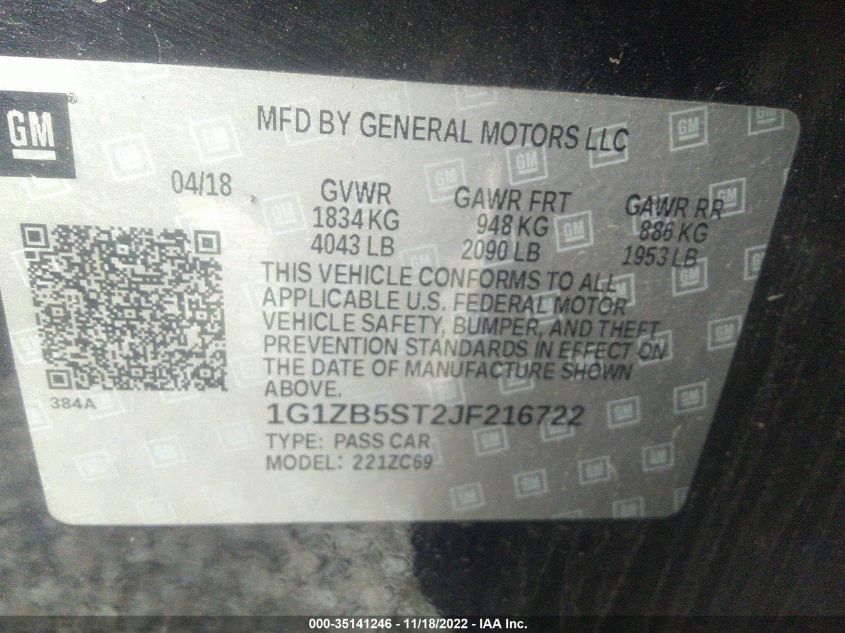 GM
MFD BY GENERAL MOTORS LLC
04/18
GVWR
1834 KG
4043 LB
GAWR FRT
948 KG
2090 LB
GAWR RR
886 KG
1953 LB
THIS VEHICLE CONFORMS TO ALL
APPLICABLE U.S. FEDERAL MOTOR
VEHICLE SAFETY, BUMPER, AND THEFT
PREVENTION STANDARDS IN EFFECT ON
THE DATE OF MANUFACTURE SHOWN
ABOVE.
384A
1G1ZB5ST2JF216722
TYPE: PASS CAR
MODEL: 221ZC69
000-35141246 - 11/18/2022 - IAA Inc.